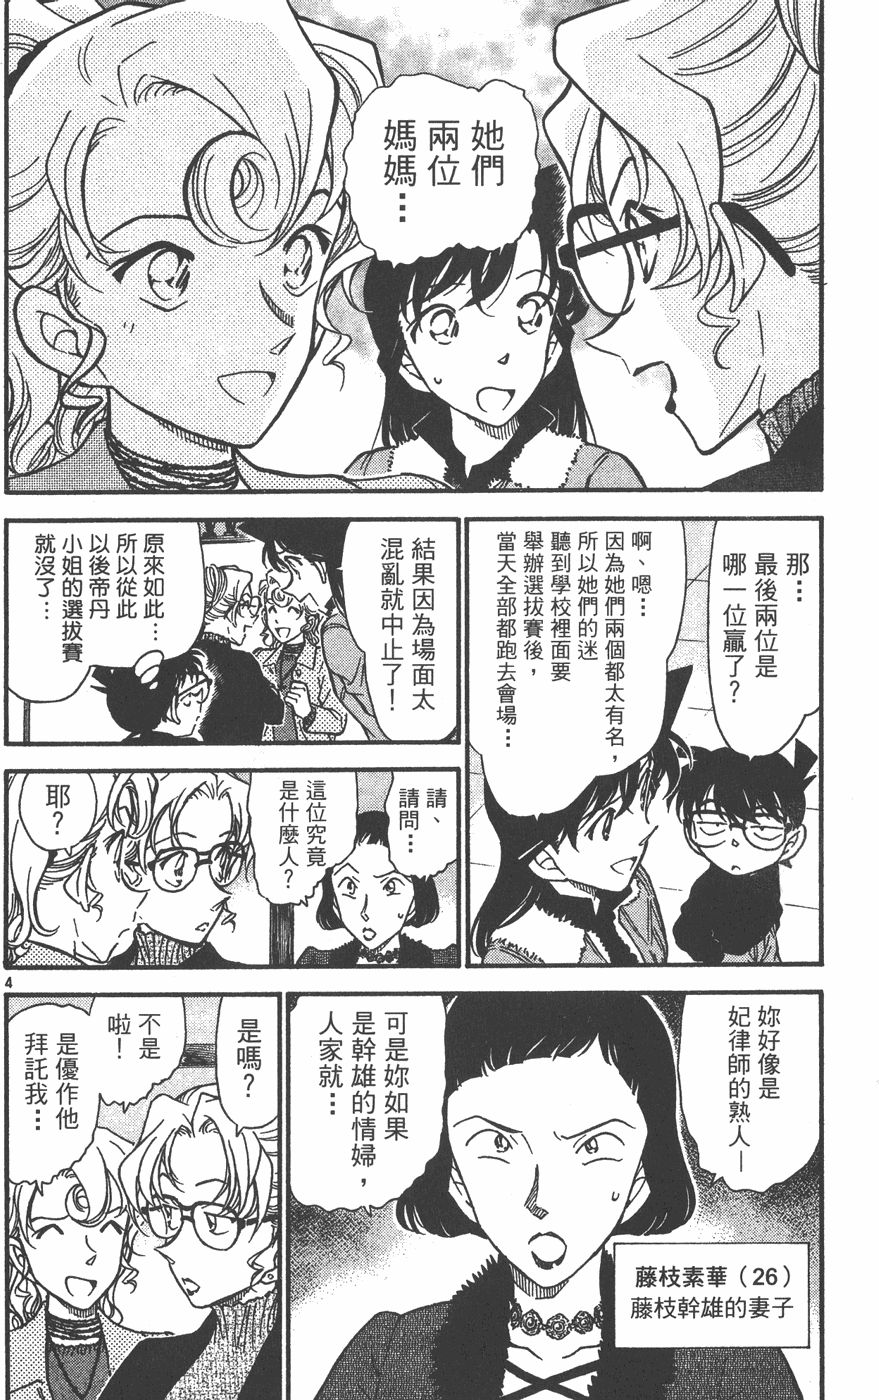 她們
兩位
媽媽…
那…
最後兩位是
哪一位贏了?
啊、嗯…
因為她們兩個都太有名，
所以她們的迷
聽到學校裡面要
舉辦選拔賽後，
當天全部都跑去會場…
結果因為場面太
混亂就中止了!
原來如此…
所以從此
以後帝丹
小姐的選拔賽
就沒了…
請、
請問…
這位究竟
是什麼人?
耶?
4
妳好像是
妃律師的熟人—
可是妳如果
是幹雄的情婦，
人家就…
藤枝素華（26）
藤枝幹雄的妻子
是嗎?
不是
啦!
是優作他
拜託我…